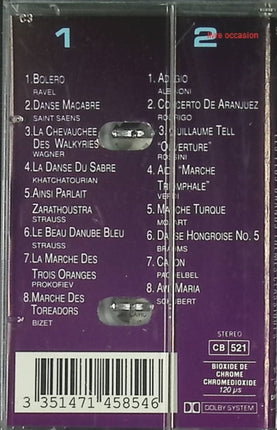 C3
1
1.Bolero
Ravel
2.Danse Macabre
Saint Saens
3.La Chevauchee
Des Walkyries
Wagner
4.La Danse Du Sabre
Khatchatourian
5.Ainsi Parlait
Zarathoustra
Strauss
6.Le Beau Danube Bleu
Strauss
7.La Marche Des
Trois Oranges
Prokofiev
8.Marche Des
Toreadors
Bizet
3 351471 458546
2
occasion
1. Adagio
Albinoni
2. Concerto De Aranjuez
Rodrigo
3. Guillaume Tell
"Ouverture"
Rossini
4. Aida "Marche
Triomphale"
Verdi
5. Marche Turque
Mozart
6. Danse Hongroise No. 5
Brahms
7. Canon
Pachelbel
8. Ave Maria
Schubert
STEREO
CB 521
BIOXIDE DE
CHROME
CHROMEDIOXIDE
120 µs
DOLBY SYSTEM